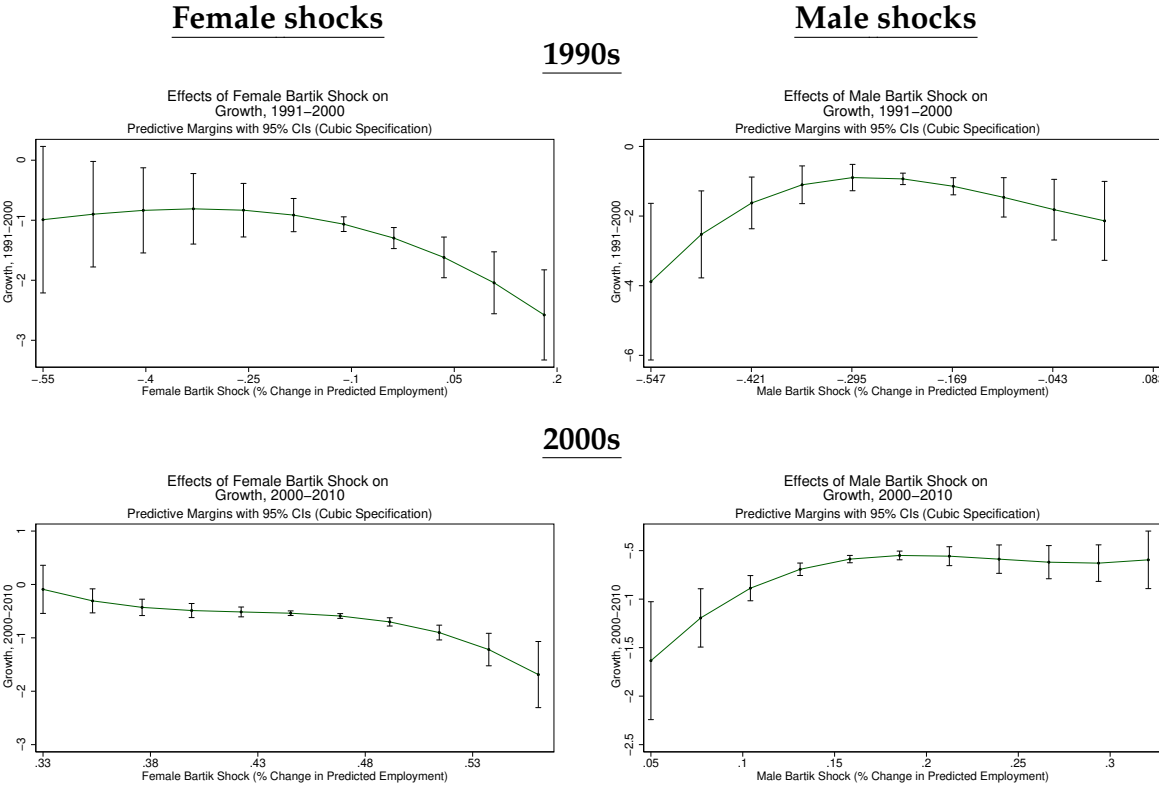 Female shocks
Male shocks
1990s
Effects of Female Bartik Shock on
Growth, 1991−2000
Predictive Margins with 95% CIs (Cubic Specification)
Growth, 1991−2000
0
−1
−2
−3
−.55 −.4 −.25 −.1 .05 .2
Female Bartik Shock (% Change in Predicted Employment)
Effects of Male Bartik Shock on
Growth, 1991−2000
Predictive Margins with 95% CIs (Cubic Specification)
Growth, 1991−2000
0
−2
−4
−6
−.547 −.421 −.295 −.169 −.043
Male Bartik Shock (% Change in Predicted Employment)
2000s
Effects of Female Bartik Shock on
Growth, 2000−2010
Predictive Margins with 95% CIs (Cubic Specification)
Growth, 2000−2010
1
0
−1
−2
−3
.33 .38 .43 .48 .53
Female Bartik Shock (% Change in Predicted Employment)
Effects of Male Bartik Shock on
Growth, 2000−2010
Predictive Margins with 95% CIs (Cubic Specification)
Growth, 2000−2010
−.5
−1
−1.5
−2
−2.5
.05 .1 .15 .2 .25 .3
Male Bartik Shock (% Change in Predicted Employment)